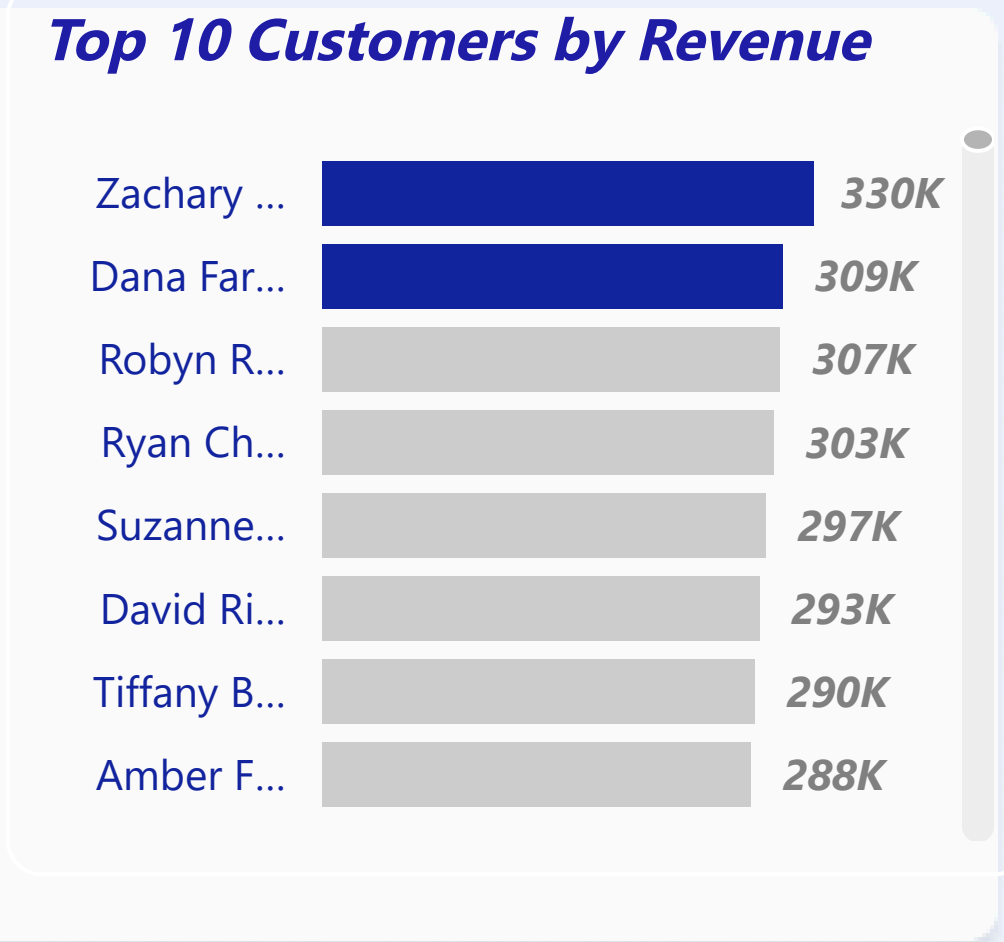 Top 10 Customers by Revenue
Zachary ... 330K
Dana Far... 309K
Robyn R... 307K
Ryan Ch... 303K
Suzanne... 297K
David Ri... 293K
Tiffany B... 290K
Amber F... 288K